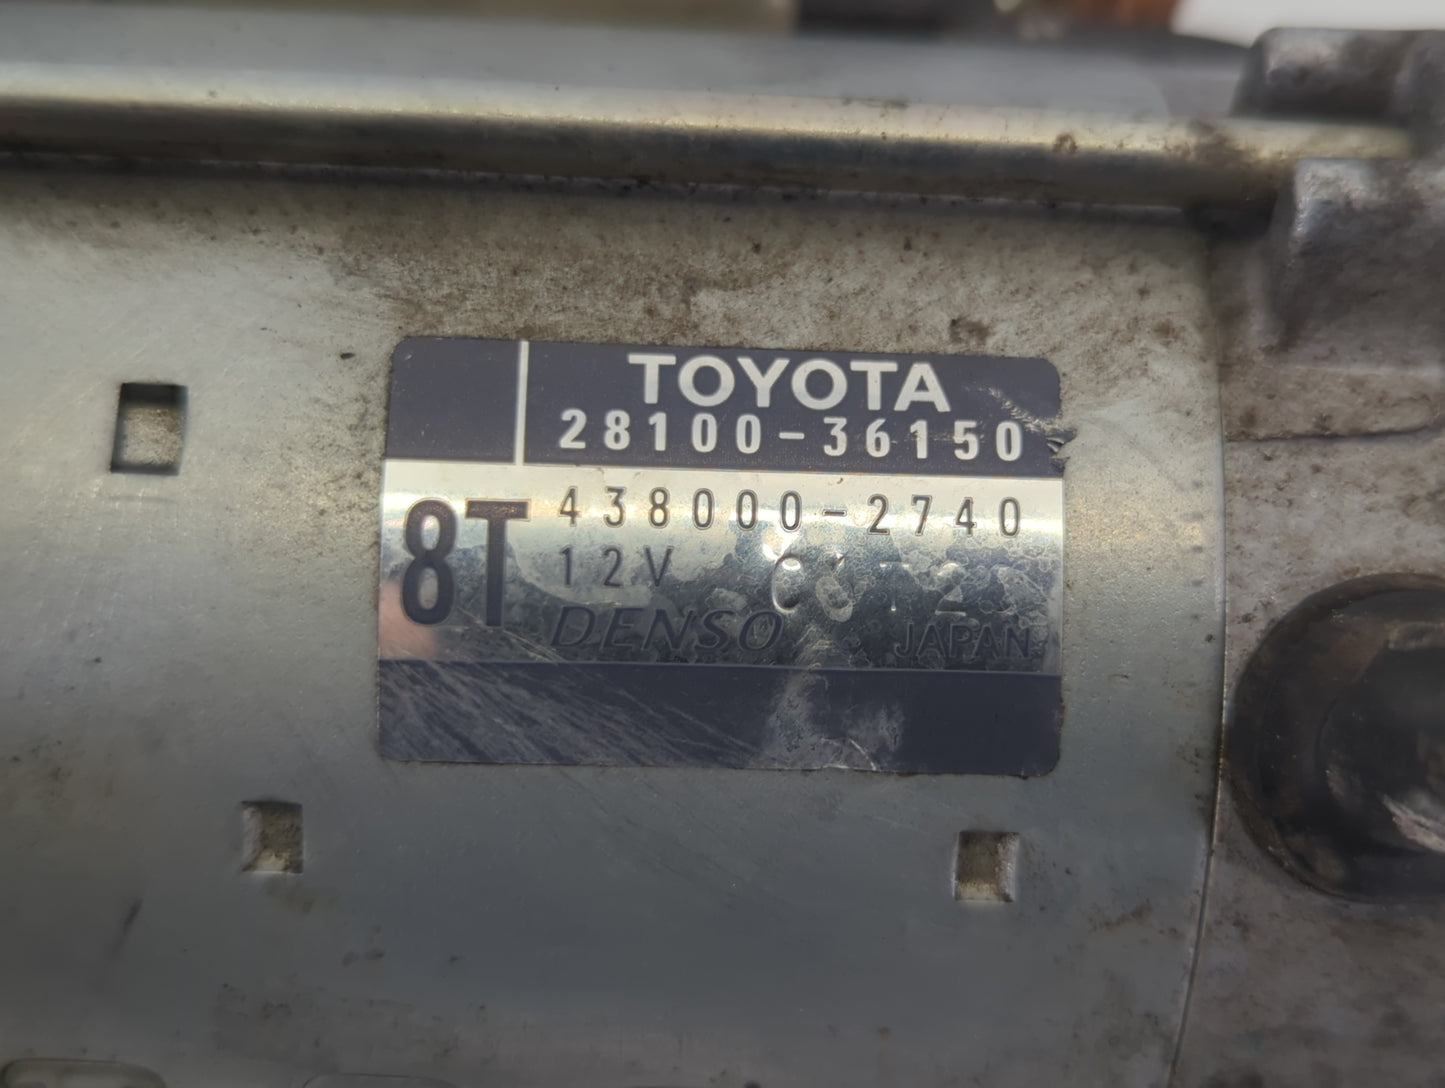 TOYOTA
28100-36150
438000-2740
8T
12V
DENSO JAPAN